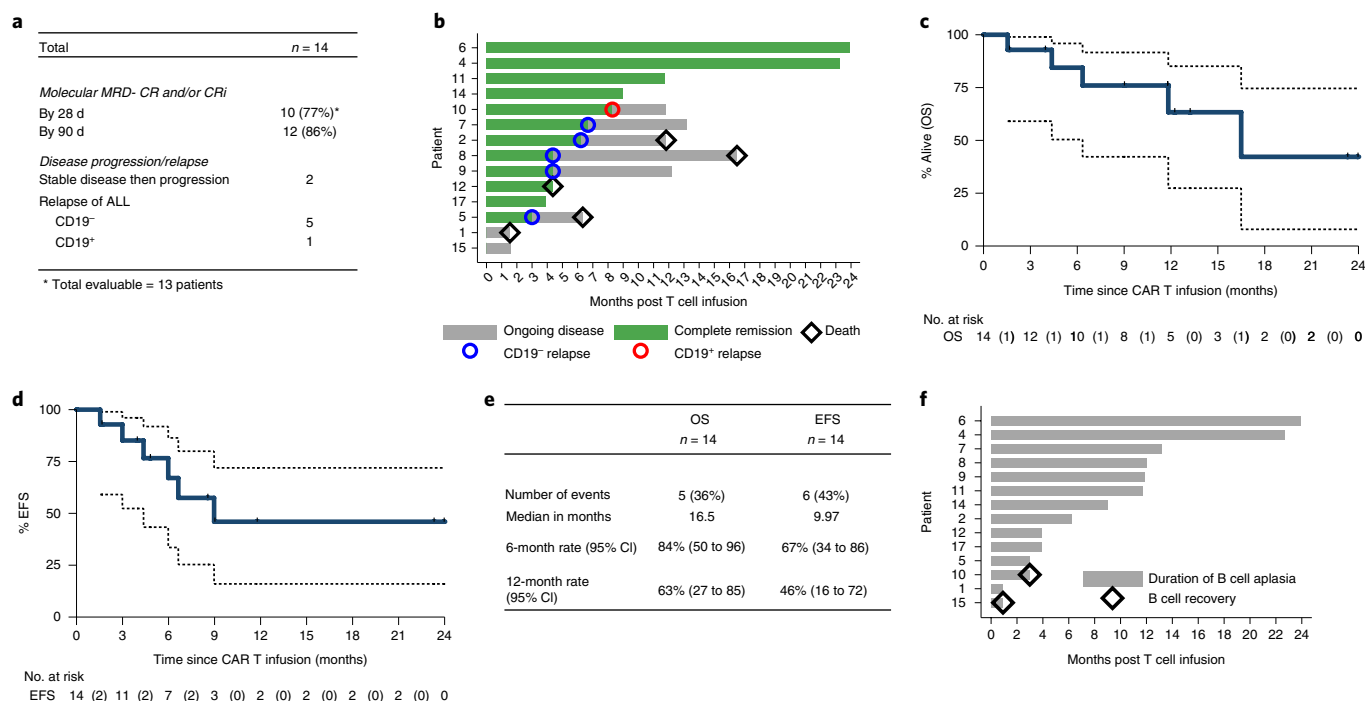 a
Total n = 14
Molecular MRD- CR and/or CRi
By 28 d 10 (77%)*
By 90 d 12 (86%)
Disease progression/relapse
Stable disease then progression 2
Relapse of ALL
CD19⁻ 5
CD19⁺ 1
* Total evaluable = 13 patients
b
Patient
6
4
11
14
10
7
2
8
9
12
17
5
1
15
0 1 2 3 4 5 6 7 8 9 10 11 12 13 14 15 16 17 18 19 20 21 22 23 24
Months post T cell infusion
Ongoing disease Complete remission Death
CD19⁻ relapse CD19⁺ relapse
c
% Alive (OS)
100
75
50
25
0
0 3 6 9 12 15 18 21 24
Time since CAR T infusion (months)
No. at risk
OS 14 (1) 12 (1) 10 (1) 8 (1) 5 (0) 3 (1) 2 (0) 2 (0) 0
d
% EFS
100
75
50
25
0
0 3 6 9 12 15 18 21 24
Time since CAR T infusion (months)
No. at risk
EFS 14 (2) 11 (2) 7 (2) 3 (0) 2 (0) 2 (0) 2 (0) 2 (0) 0
e
OS EFS
n = 14 n = 14
Number of events 5 (36%) 6 (43%)
Median in months 16.5 9.97
6-month rate (95% CI) 84% (50 to 96) 67% (34 to 86)
12-month rate
(95% CI) 63% (27 to 85) 46% (16 to 72)
f
Patient
6
4
7
8
9
11
14
2
12
17
5
10
1
15
Duration of B cell aplasia
B cell recovery
0 2 4 6 8 10 12 14 16 18 20 22 24
Months post T cell infusion